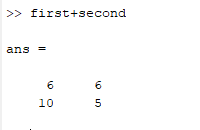 >> first+second
ans =
6 6
10 5